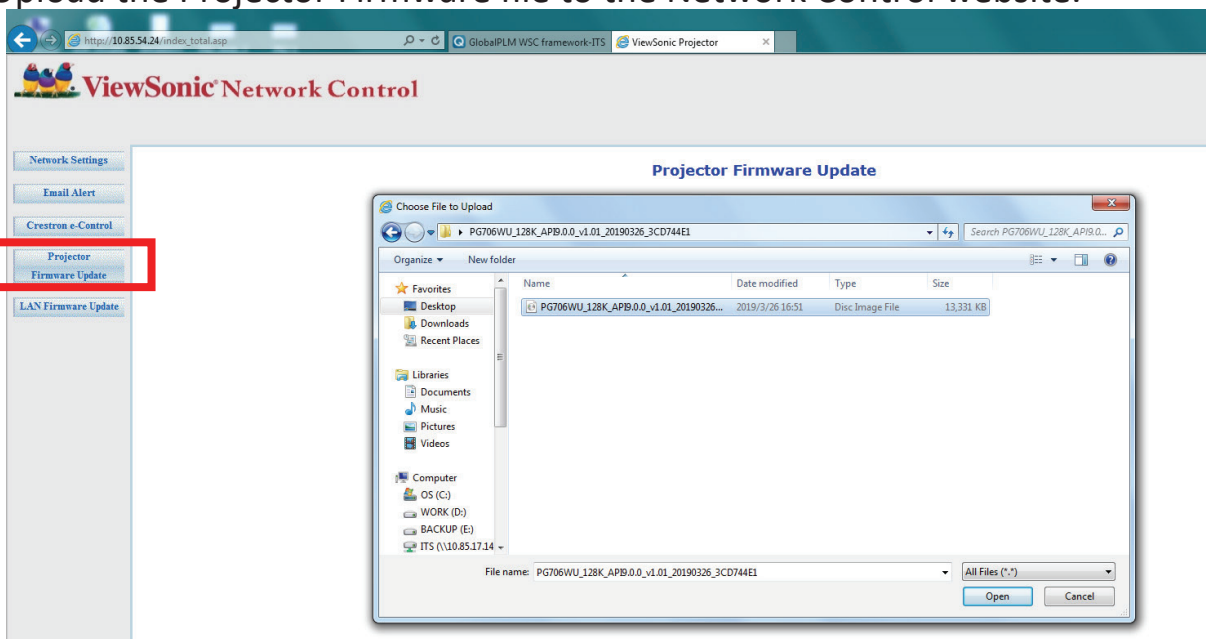 Upload the Projector Firmware file to the Network Control website.
http://10.85.54.24/index_total.asp
GlobalPLM WSC framework-ITS
ViewSonic Projector
ViewSonic® Network Control
Network Settings
Email Alert
Crestron e-Control
Projector
Firmware Update
LAN Firmware Update
Projector Firmware Update
Choose File to Upload
PG706WU_128K_API9.0.0_v1.01_20190326_3CD744E1
Search PG706WU_128K_API9.0...
Organize
New folder
Favorites
Desktop
Downloads
Recent Places
Libraries
Documents
Music
Pictures
Videos
Computer
OS (C:)
WORK (D:)
BACKUP (E:)
ITS (\\10.85.17.14
Name Date modified Type Size
PG706WU_128K_API9.0.0_v1.01_20190326... 2019/3/26 16:51 Disc Image File 13,331 KB
File name: PG706WU_128K_API9.0.0_v1.01_20190326_3CD744E1
All Files (*.*)
Open
Cancel